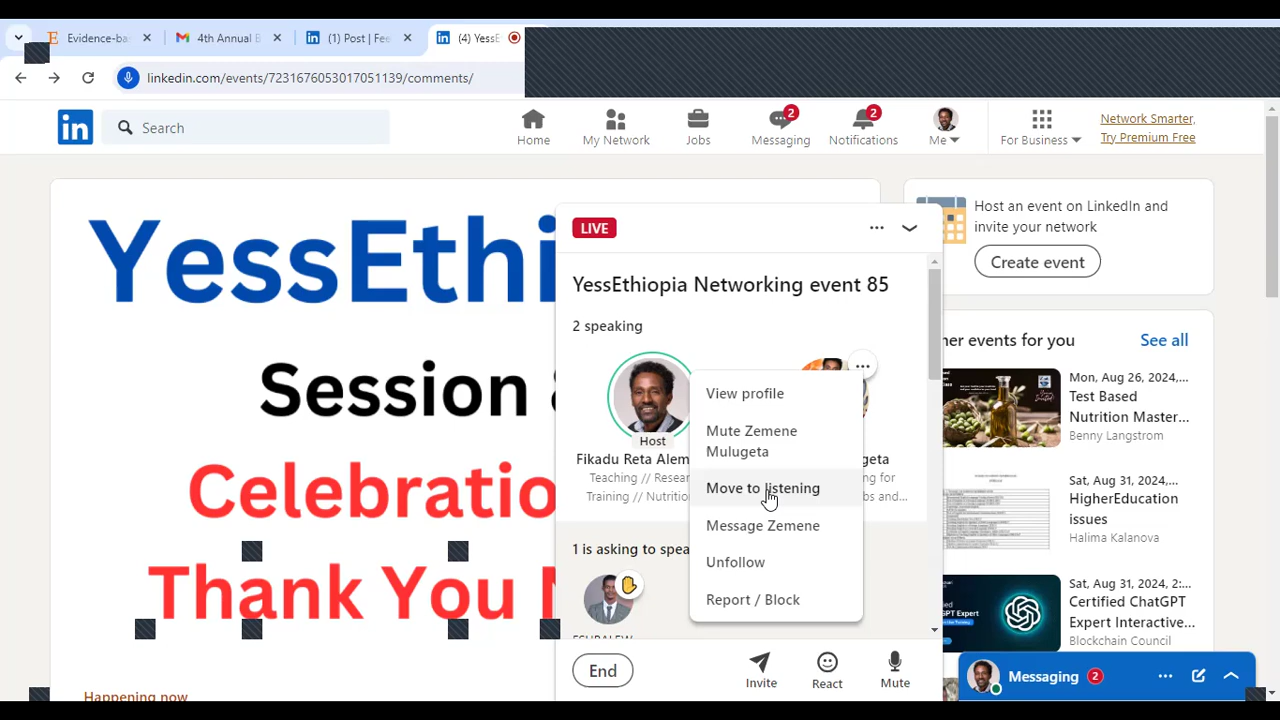 Evidence-ba
4th Annual B
(1) Post | Fee
(4) YessE
linkedin.com/events/7231676053017051139/comments/
in
Search
Home
My Network
Jobs
2
Messaging
2
Notifications
Me
For Business
Network Smarter,
Try Premium Free
YessEthi
Session
Celebratio
Thank You
Happening now
LIVE
YessEthiopia Networking event 85
2 speaking
Host
Fikadu Reta Alem
Teaching // Resear
Training // Nutritio
geta
ng for
bs and...
View profile
Mute Zemene
Mulugeta
Move to listening
Message Zemene
Unfollow
Report / Block
1 is asking to spea
End
Invite
React
Mute
Host an event on LinkedIn and
invite your network
Create event
her events for you
See all
Mon, Aug 26, 2024,...
Test Based
Nutrition Master...
Benny Langstrom
Sat, Aug 31, 2024,...
HigherEducation
issues
Halima Kalanova
Sat, Aug 31, 2024, 2:...
Certified ChatGPT
Expert Interactive...
Blockchain Council
Messaging 2